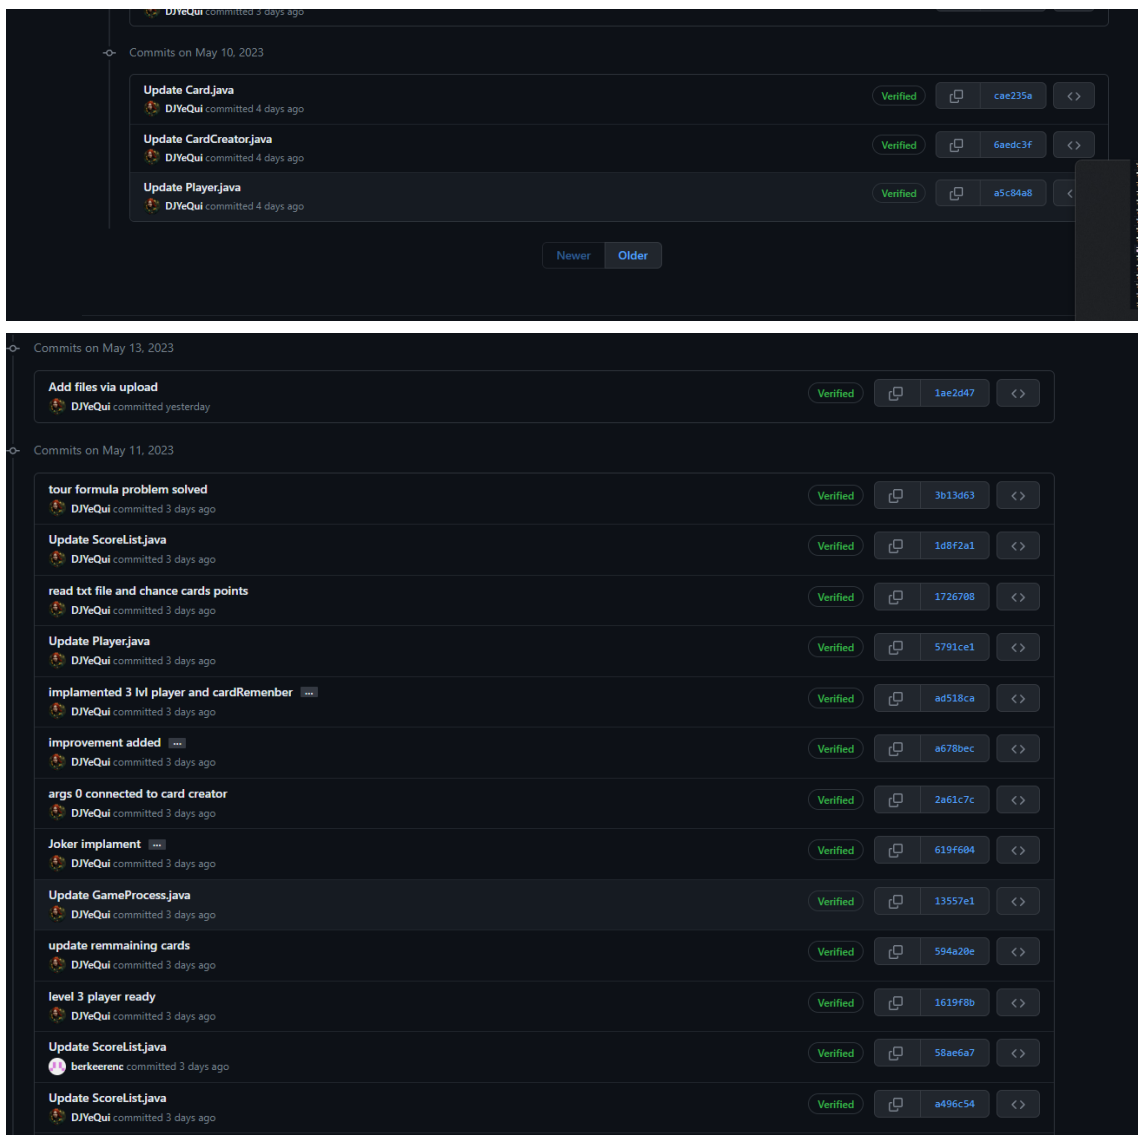 DJYeQui committed 3 days ago
Commits on May 10, 2023
Update Card.java
DJYeQui committed 4 days ago
Verified
cae235a
Update CardCreator.java
DJYeQui committed 4 days ago
Verified
6aedc3f
Update Player.java
DJYeQui committed 4 days ago
Verified
a5c84a8
Newer
Older
Commits on May 13, 2023
Add files via upload
DJYeQui committed yesterday
Verified
1ae2d47
Commits on May 11, 2023
tour formula problem solved
DJYeQui committed 3 days ago
Verified
3b13d63
Update ScoreList.java
DJYeQui committed 3 days ago
Verified
1d8f2a1
read txt file and chance cards points
DJYeQui committed 3 days ago
Verified
1726708
Update Player.java
DJYeQui committed 3 days ago
Verified
5791ce1
implamented 3 lvl player and cardRemenber ...
DJYeQui committed 3 days ago
Verified
ad518ca
improvement added ...
DJYeQui committed 3 days ago
Verified
a678bec
args 0 connected to card creator
DJYeQui committed 3 days ago
Verified
2a61c7c
Joker implament ...
DJYeQui committed 3 days ago
Verified
619f604
Update GameProcess.java
DJYeQui committed 3 days ago
Verified
13557e1
update remmaining cards
DJYeQui committed 3 days ago
Verified
594a20e
level 3 player ready
DJYeQui committed 3 days ago
Verified
1619f8b
Update ScoreList.java
berkeerenc committed 3 days ago
Verified
58ae6a7
Update ScoreList.java
DJYeQui committed 3 days ago
Verified
a496c54